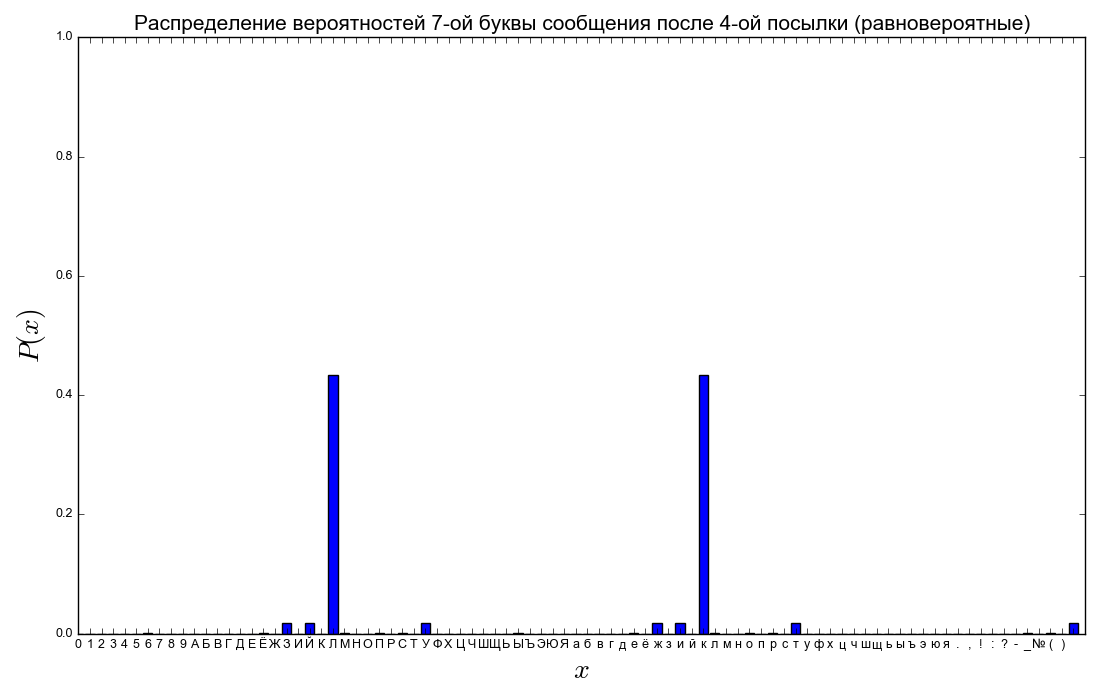 Распределение вероятностей 7-ой буквы сообщения после 4-ой посылки (равновероятные)
1.0
0.8
0.6
0.4
0.2
0.0
P(x)
0 1 2 3 4 5 6 7 8 9 А Б В Г Д Е Ё Ж З И Й К Л М Н О П Р С Т У Ф Х Ц Ч Ш Щ Ь Ы Ъ Э Ю Я а б в г д е ё ж з и й к л м н о п р с т у ф х ц ч ш щ ь ы ъ э ю я . , ! : ? - _ № ( )
x